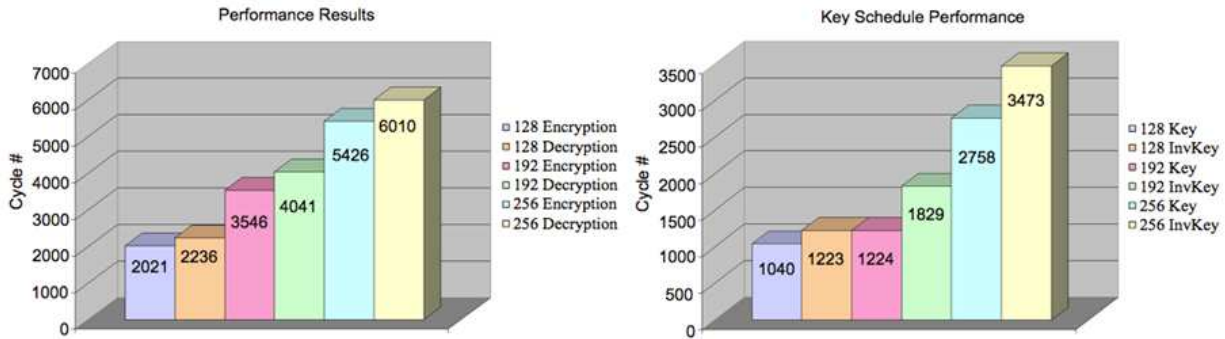 Performance Results
Cycle #
7000
6000
5000
4000
3000
2000
1000
0
2021
2236
3546
4041
5426
6010
128 Encryption
128 Decryption
192 Encryption
192 Decryption
256 Encryption
256 Decryption
Key Schedule Performance
Cycle #
3500
3000
2500
2000
1500
1000
500
0
1040
1223
1224
1829
2758
3473
128 Key
128 InvKey
192 Key
192 InvKey
256 Key
256 InvKey